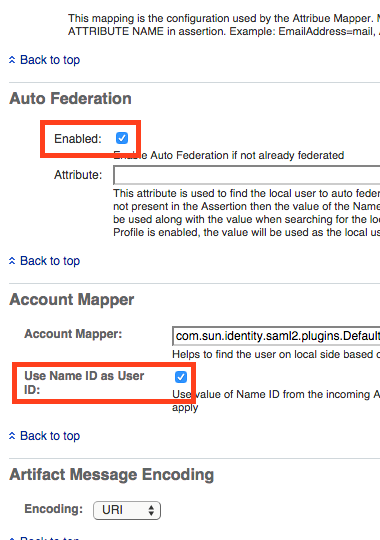 This mapping is the configuration used by the Attribue Mapper.
ATTRIBUTE NAME in assertion. Example: EmailAddress=mail,
Back to top
Auto Federation
Enabled:
Enable Auto Federation if not already federated
Attribute:
This attribute is used to find the local user to auto feder
not present in the Assertion then the value of the Name
be used along with the value when searching for the loc
Profile is enabled, the value will be used as the local us
Back to top
Account Mapper
Account Mapper: com.sun.identity.saml2.plugins.Default
Helps to find the user on local side based
Use Name ID as User
ID:
Use value of Name ID from the incoming A
apply
Back to top
Artifact Message Encoding
Encoding: URI
Back to top